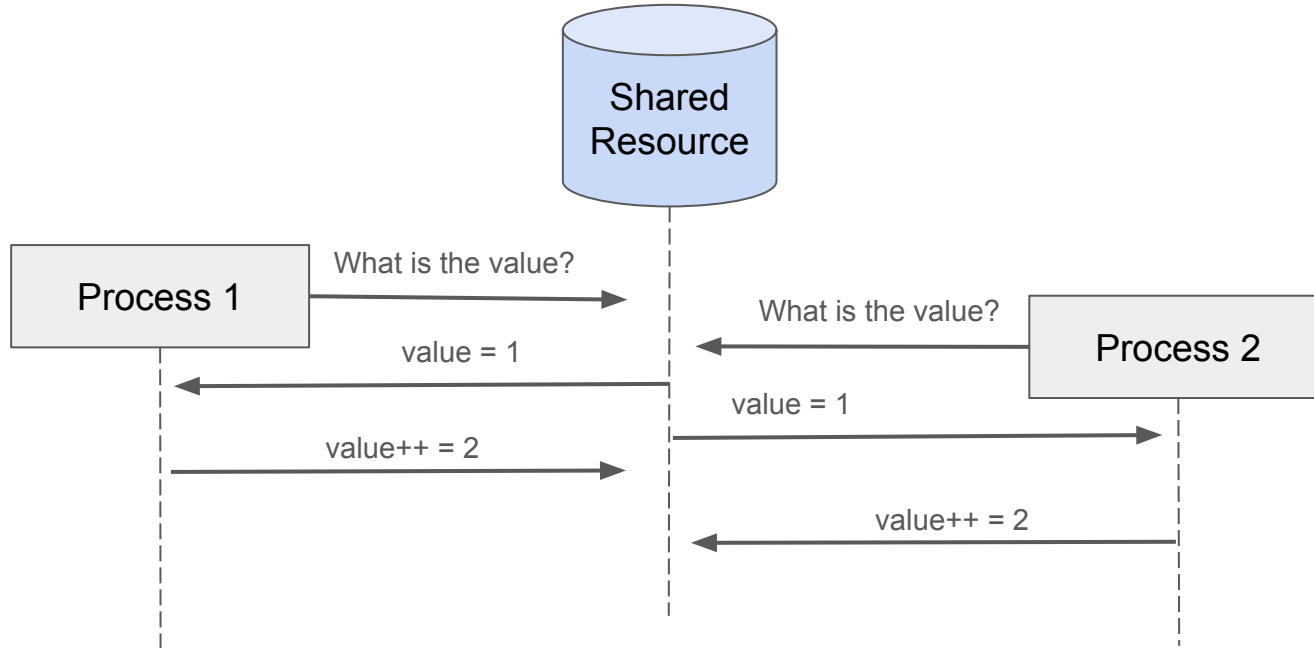 Shared
Resource
What is the value?
Process 1
What is the value?
Process 2
value = 1
value = 1
value++ = 2
value++ = 2